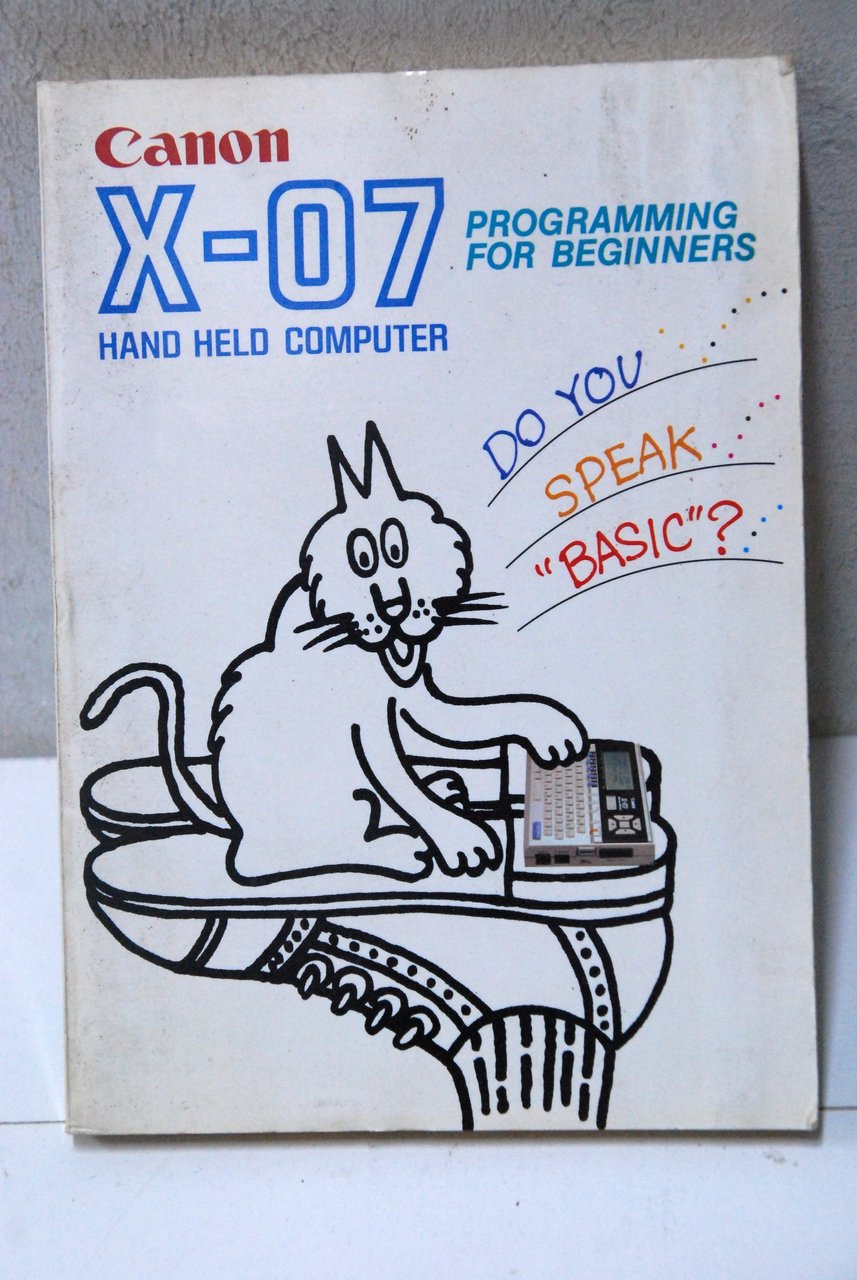 Canon
X-07
HAND HELD COMPUTER
PROGRAMMING
FOR BEGINNERS
DO YOU
SPEAK
"BASIC"?